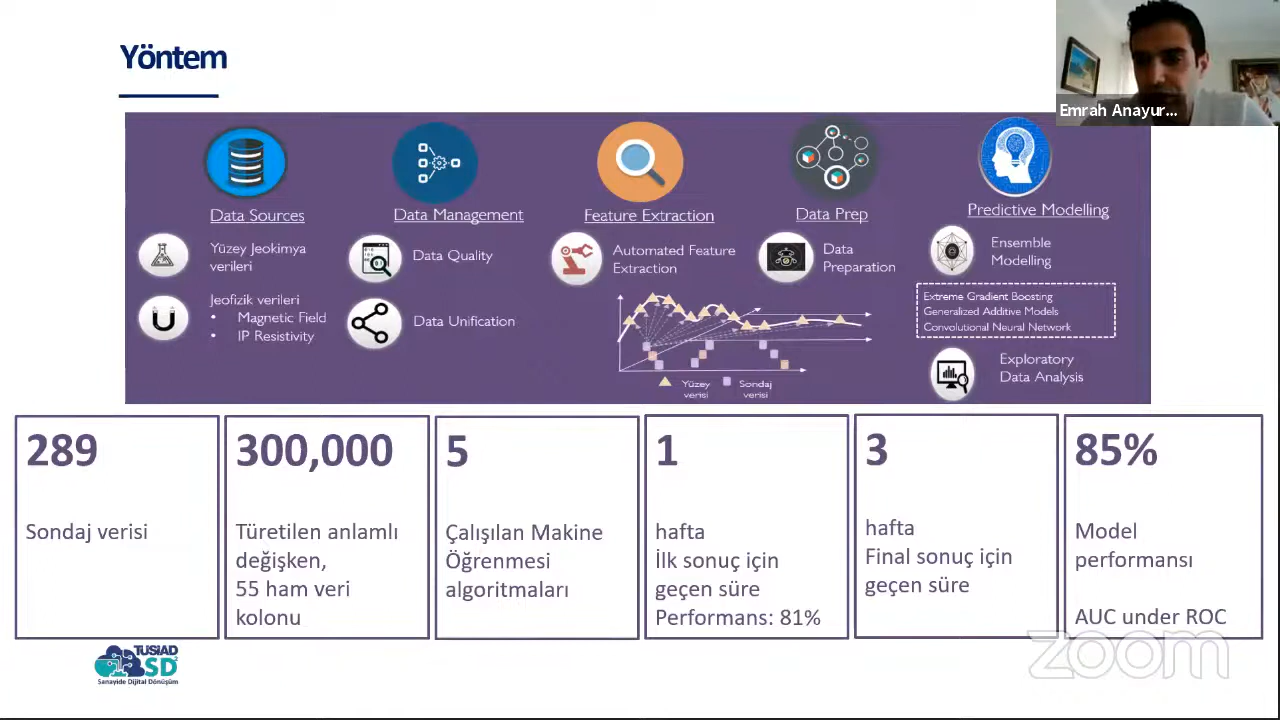 Yöntem
Emrah Anayur...
Data Sources
Yüzey Jeokimya
verileri
Jeofizik verileri
• Magnetic Field
• IP Resistivity
Data Management
Data Quality
Data Unification
Feature Extraction
Automated Feature
Extraction
Yüzey
verisi
Sondaj
verisi
Data Prep
Data
Preparation
Predictive Modelling
Ensemble
Modelling
Extreme Gradient Boosting
Generalized Additive Models
Convolutional Neural Network
Exploratory
Data Analysis
289
Sondaj verisi
300,000
Türetilen anlamlı
değişken,
55 ham veri
kolonu
5
Çalışılan Makine
Öğrenmesi
algoritmaları
1
hafta
İlk sonuç için
geçen süre
Performans: 81%
3
hafta
Final sonuç için
geçen süre
85%
Model
performansı
AUC under ROC
TUSIAD
SD²
Sanayide Dijital Dönüşüm
zoom